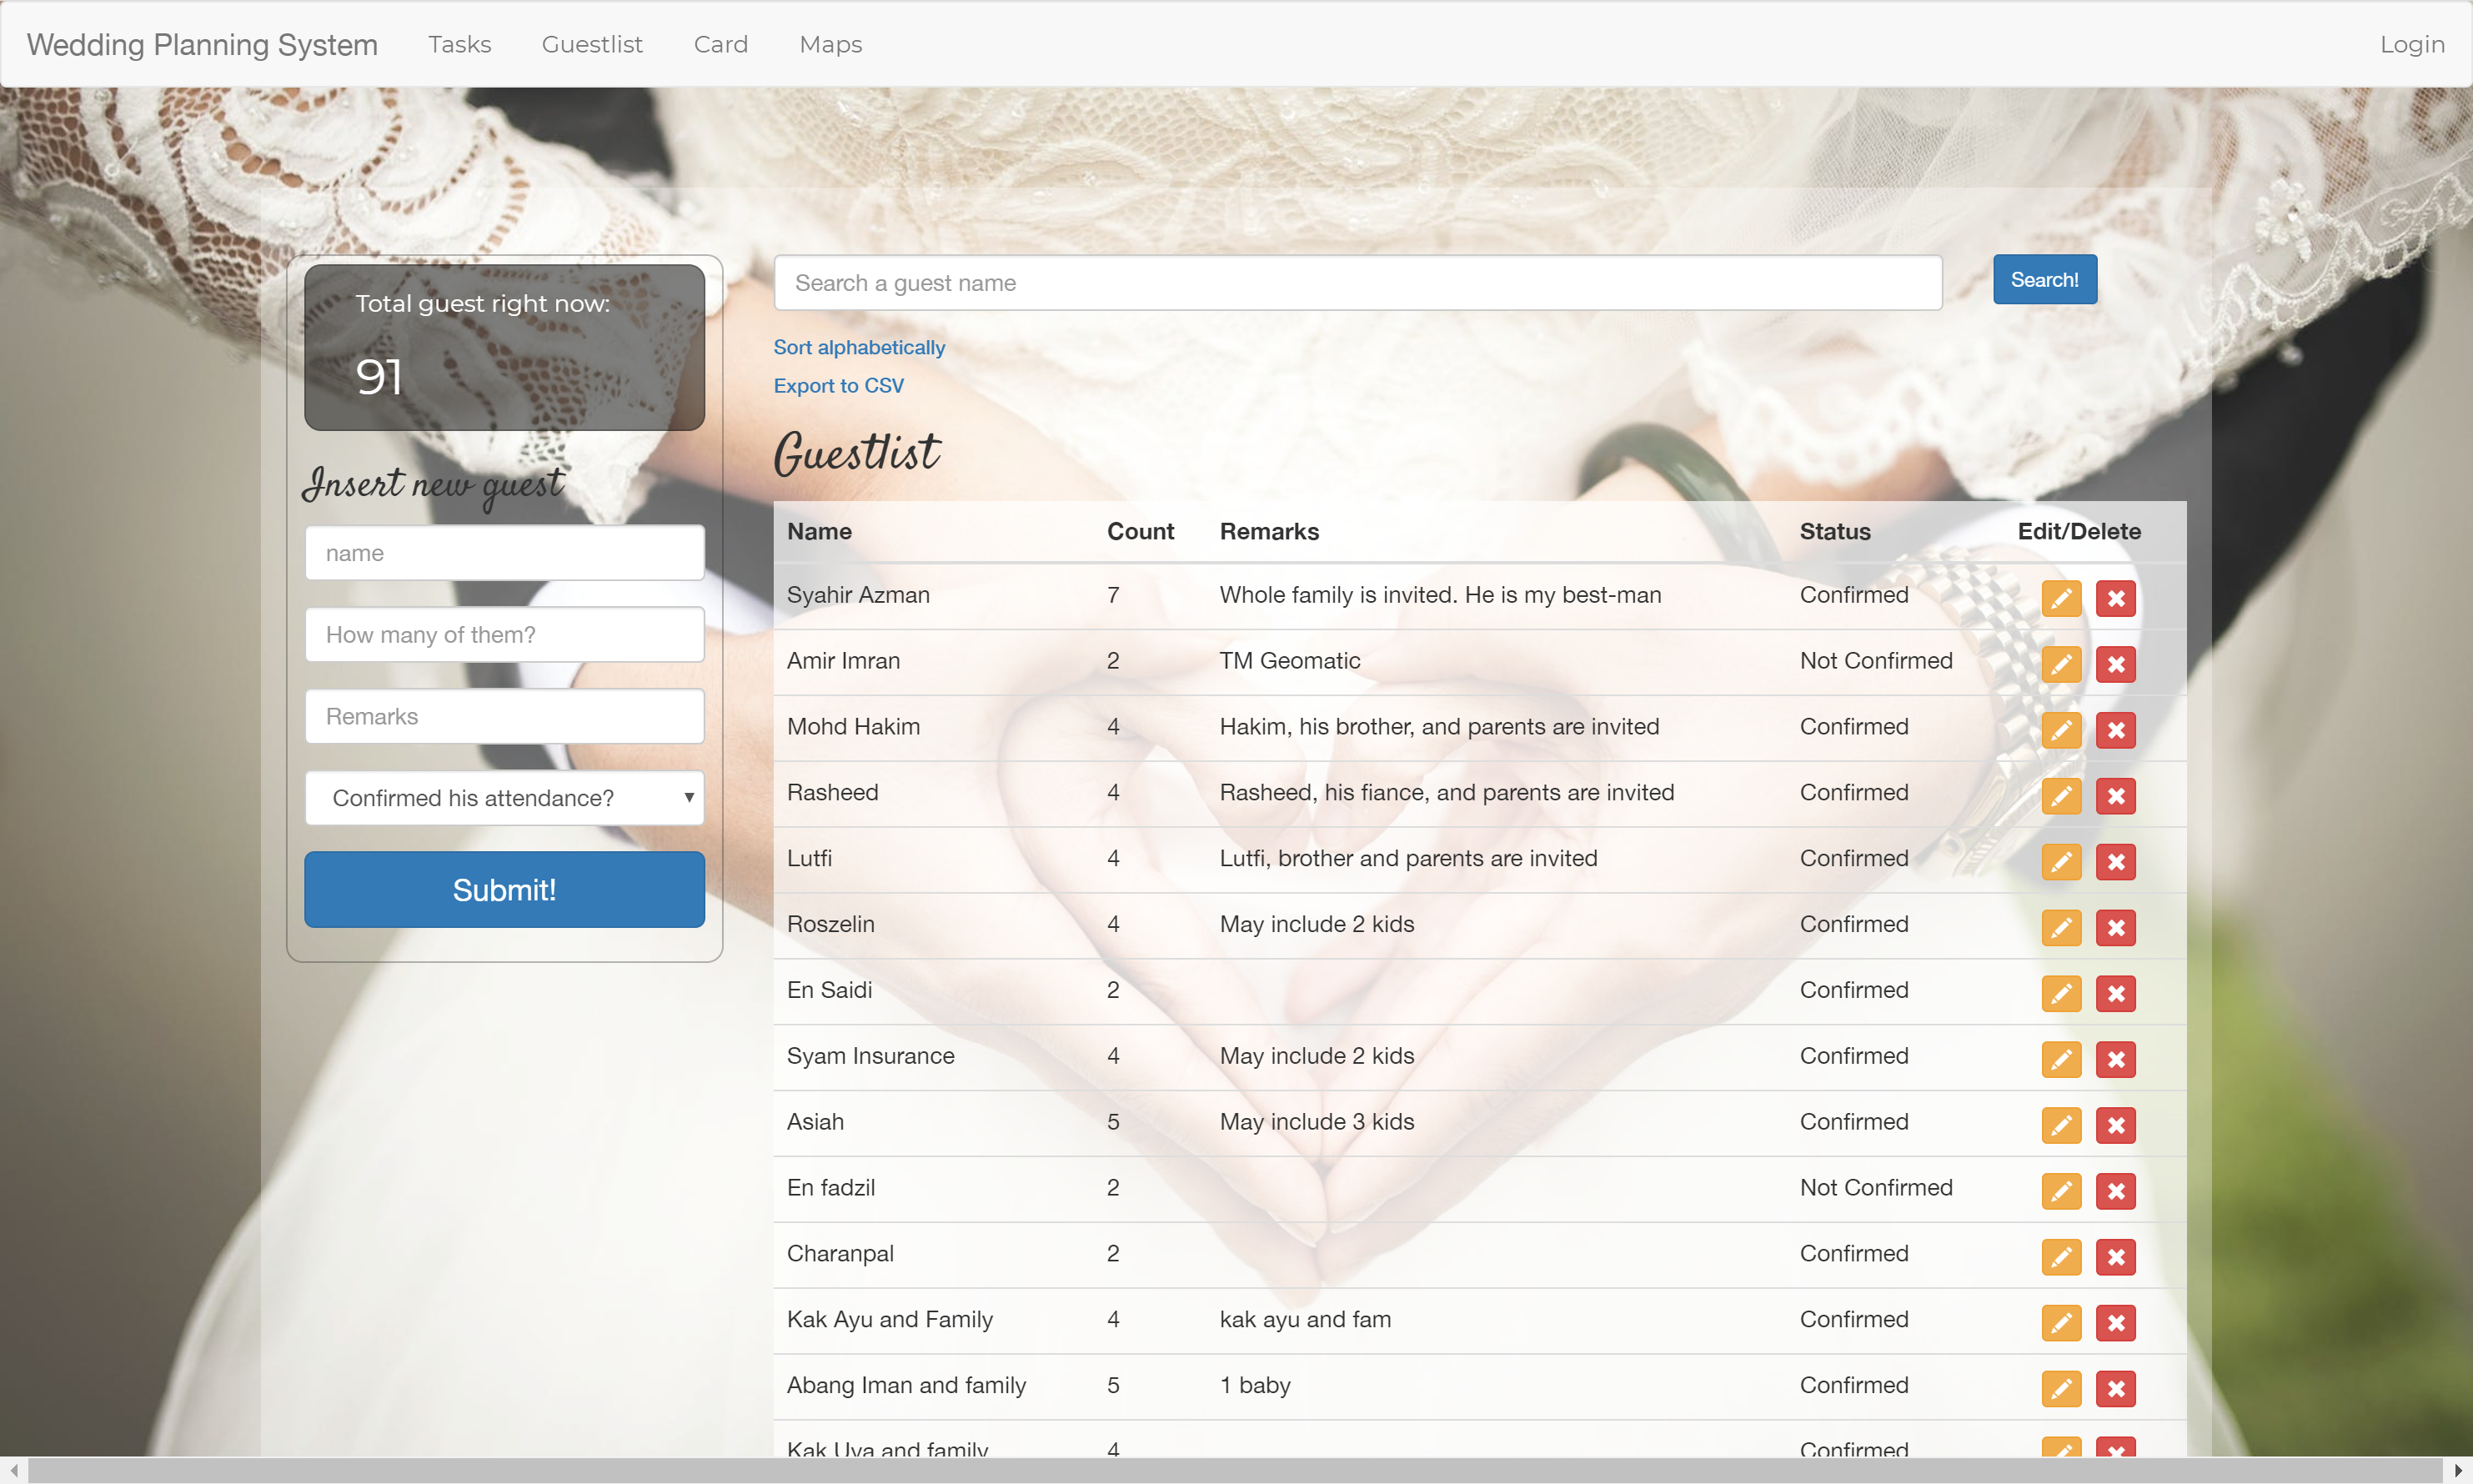 Wedding Planning System Tasks Guestlist Card Maps Login
Total guest right now:
91
Insert new guest
name
How many of them?
Remarks
Confirmed his attendance?
Submit!
Search a guest name Search!
Sort alphabetically
Export to CSV
Guestlist
Name Count Remarks Status Edit/Delete
Syahir Azman 7 Whole family is invited. He is my best-man Confirmed
Amir Imran 2 TM Geomatic Not Confirmed
Mohd Hakim 4 Hakim, his brother, and parents are invited Confirmed
Rasheed 4 Rasheed, his fiance, and parents are invited Confirmed
Lutfi 4 Lutfi, brother and parents are invited Confirmed
Roszelin 4 May include 2 kids Confirmed
En Saidi 2 Confirmed
Syam Insurance 4 May include 2 kids Confirmed
Asiah 5 May include 3 kids Confirmed
En fadzil 2 Not Confirmed
Charanpal 2 Confirmed
Kak Ayu and Family 4 kak ayu and fam Confirmed
Abang Iman and family 5 1 baby Confirmed
Kak Uya and family 4 Confirmed